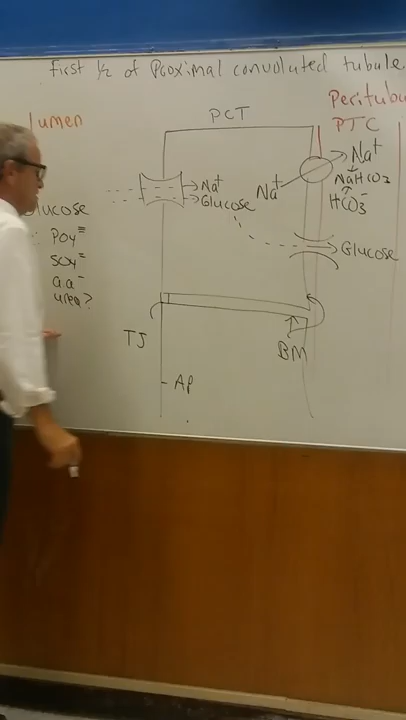 first 1/2 of Proximal convoluted tubule
Peritubu
PTC
PCT
lumen
Na+
NaHCO3
HCO3-
Na+
Glucose
Na+
lucose
PO4≡
SO4=
aa-
urea?
Glucose
TJ
BM
AP